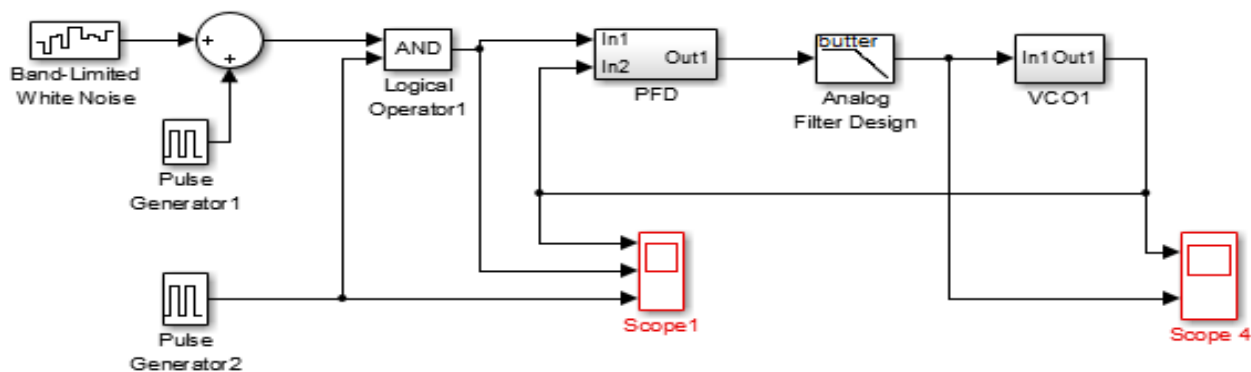 +
+
Band-Limited
White Noise
AND
Logical
Operator1
In1
In2
Out1
PFD
butter
Analog
Filter Design
In1 Out1
VCO1
Pulse
Generator1
Pulse
Generator2
Scope1
Scope 4